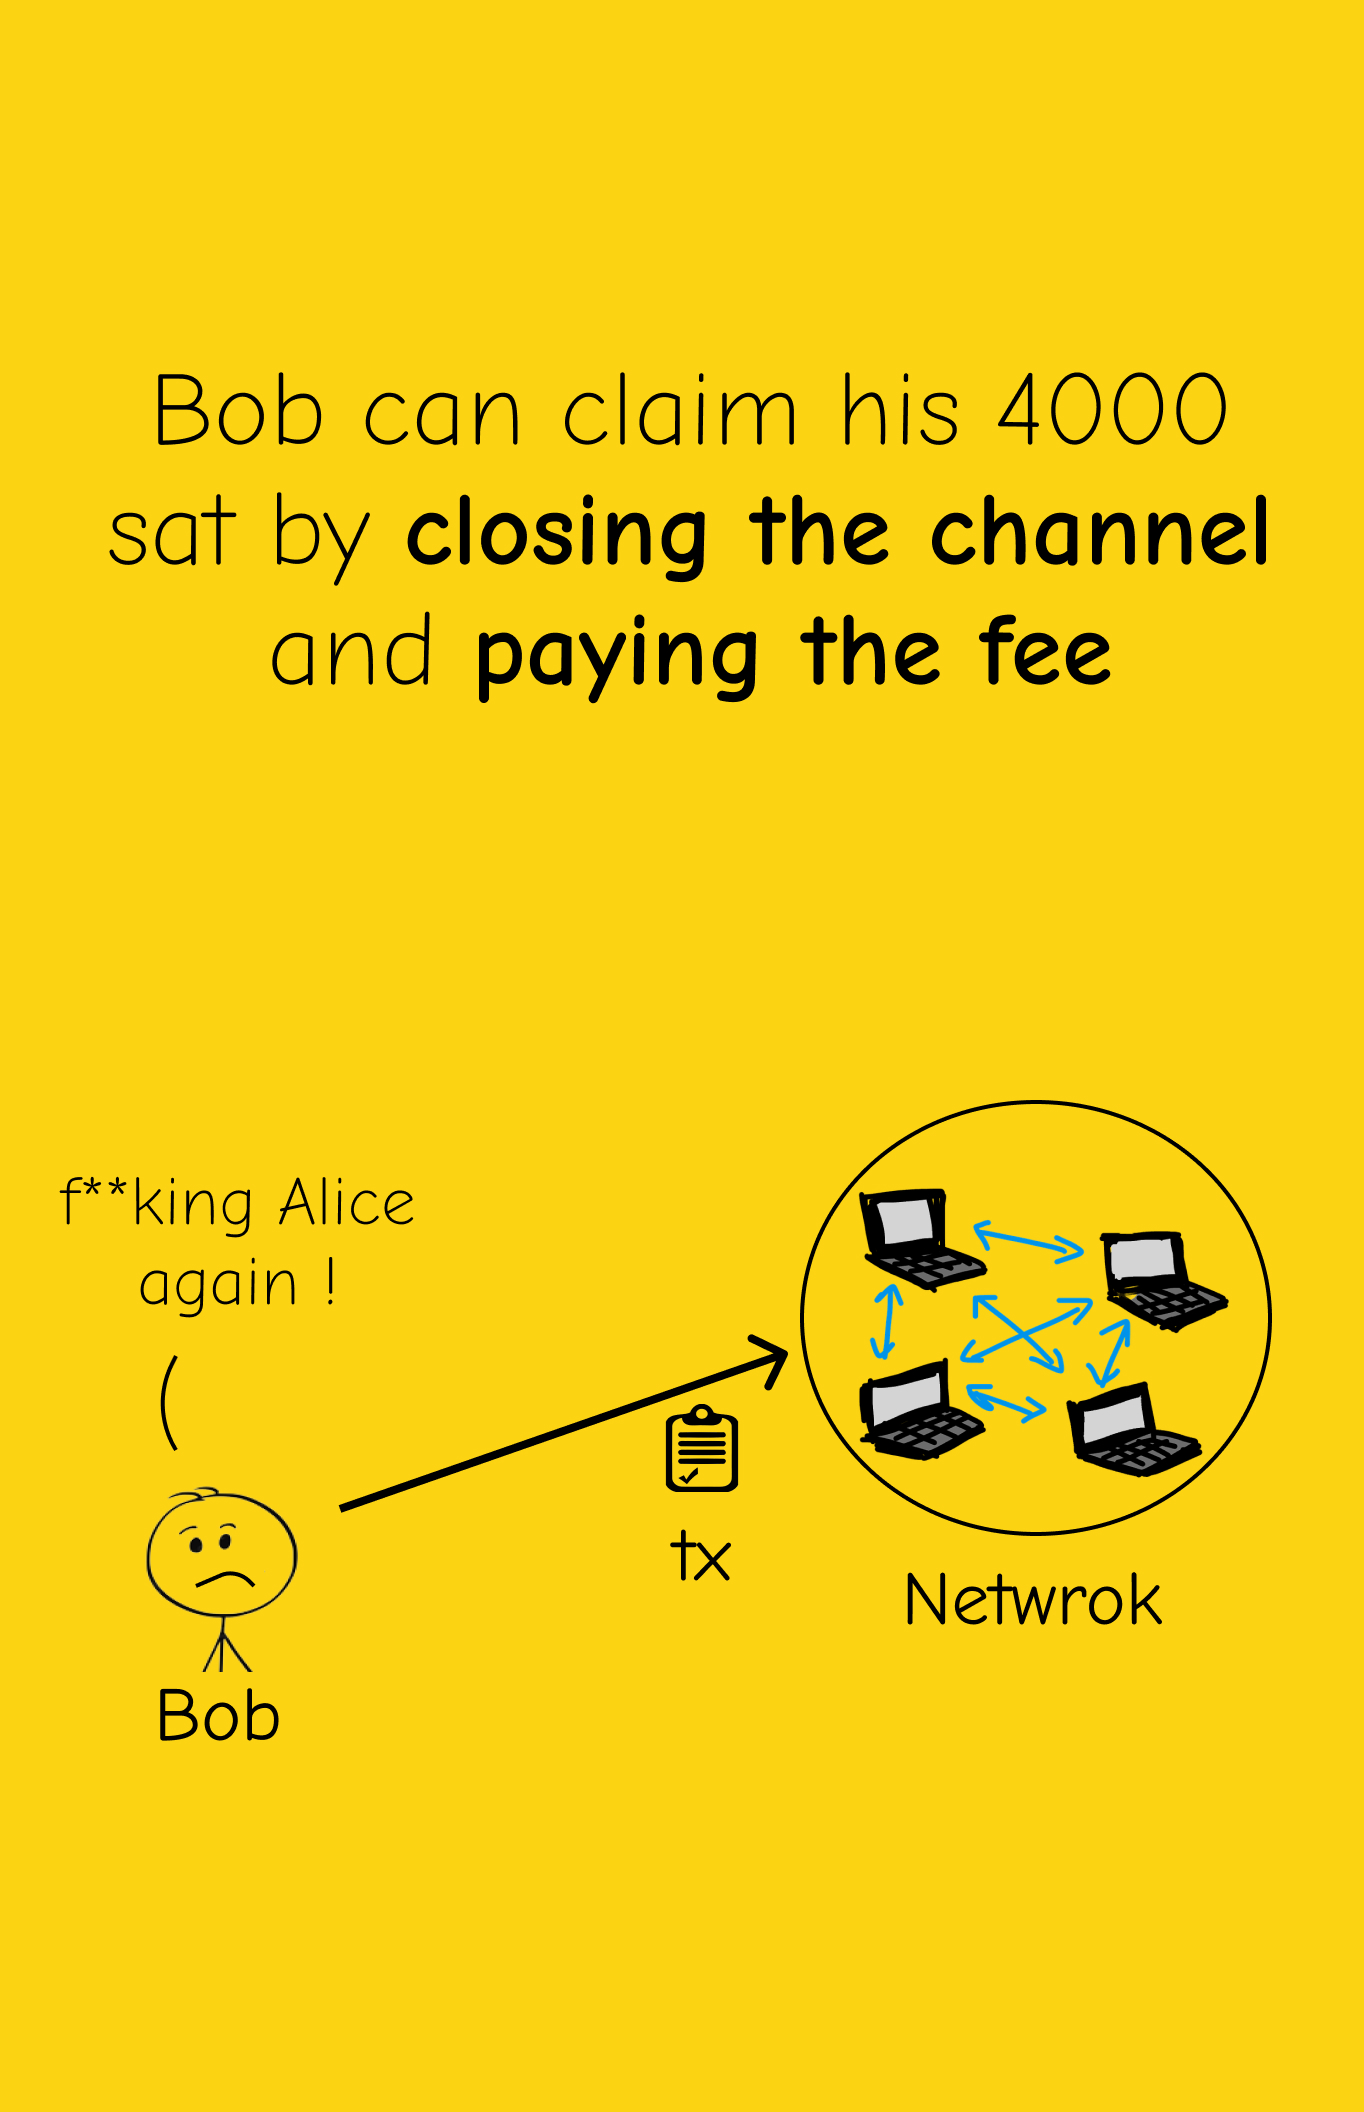 Bob can claim his 4000
sat by closing the channel
and paying the fee
f**king Alice
again !
tx
Netwrok
Bob